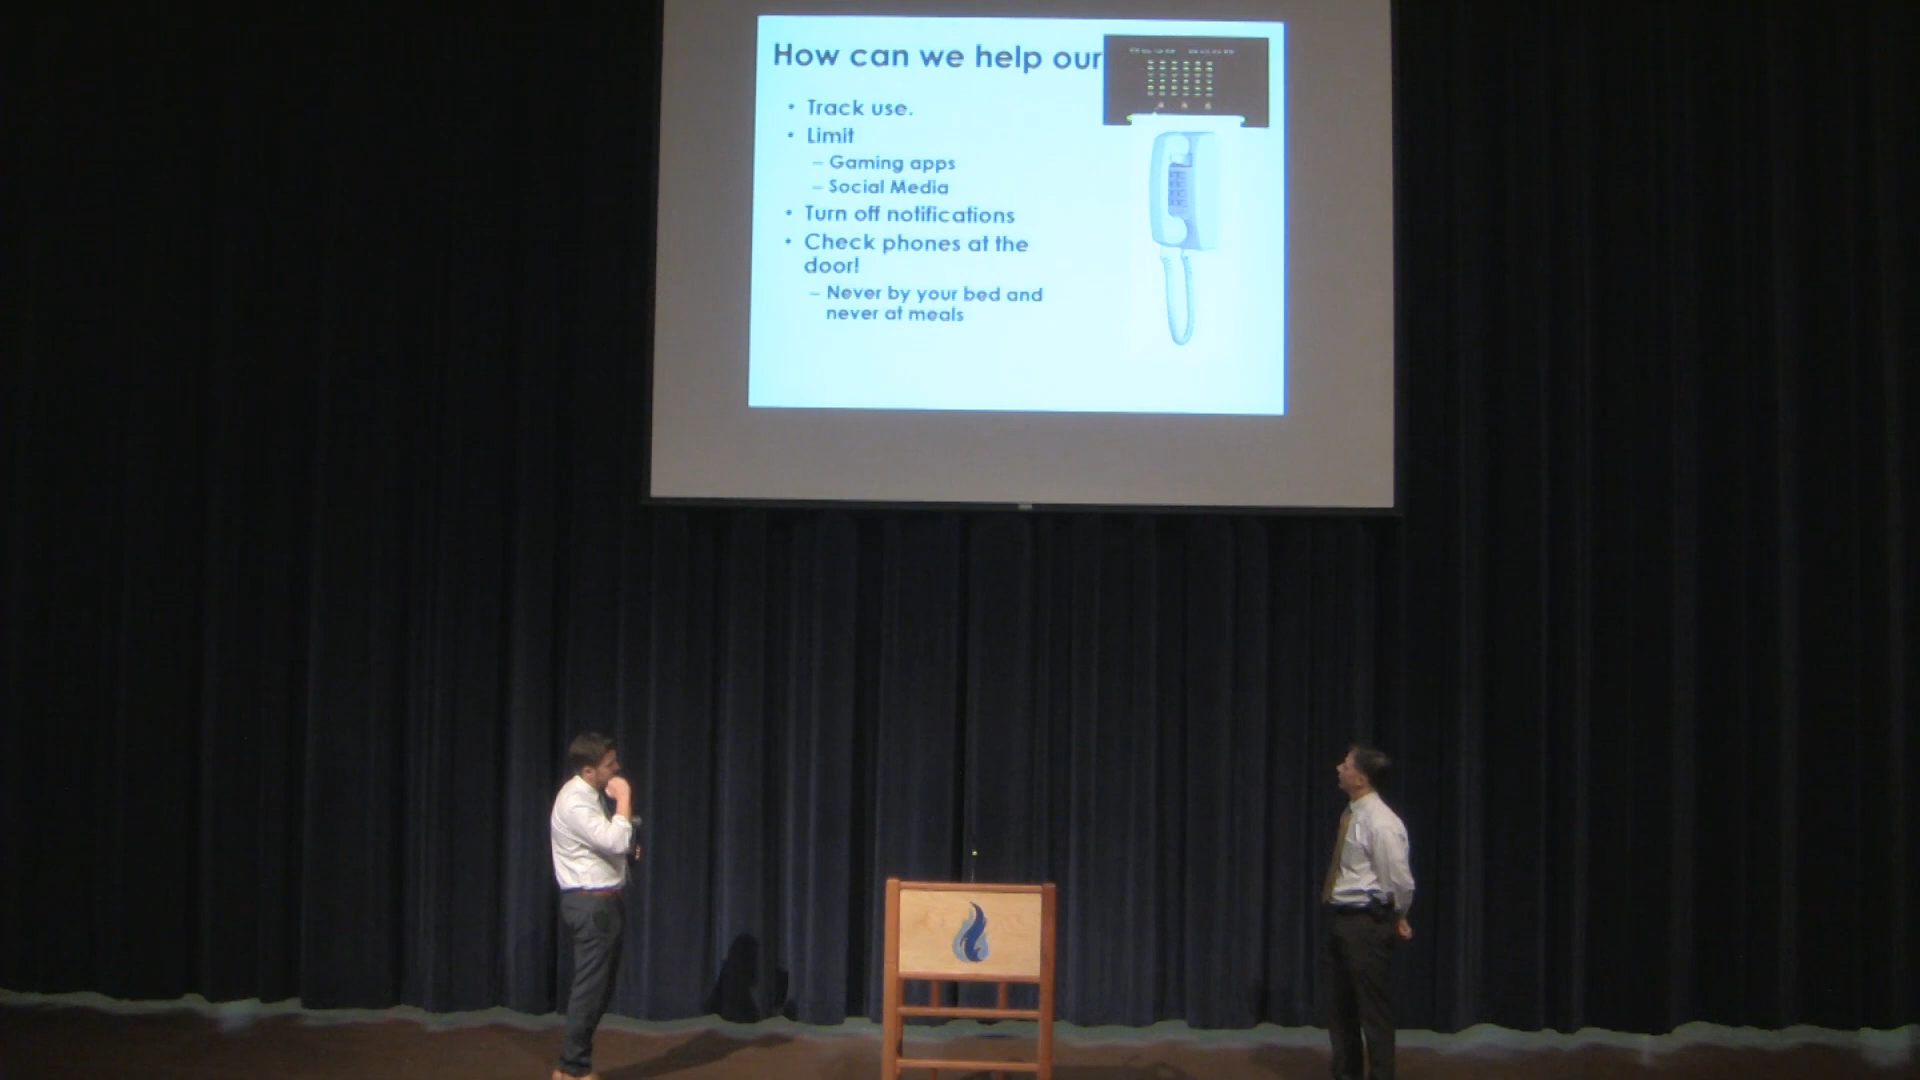 How can we help our
• Track use.
• Limit
– Gaming apps
– Social Media
• Turn off notifications
• Check phones at the
door!
– Never by your bed and
never at meals